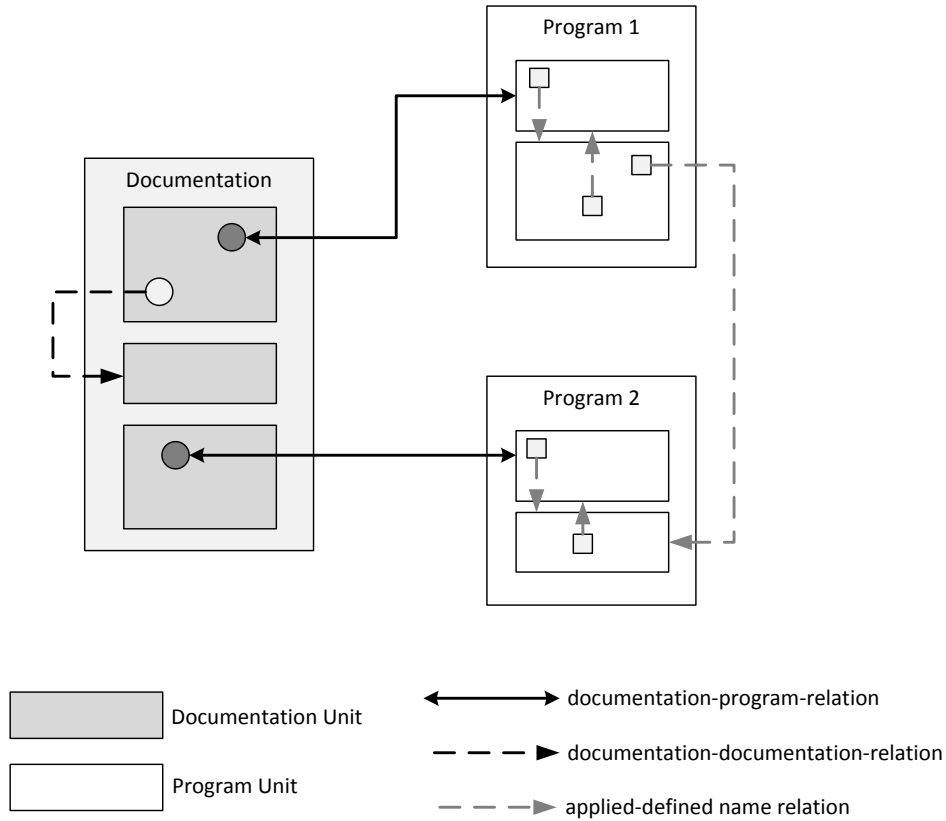 Program 1
Documentation
Program 2
Documentation Unit
Program Unit
documentation-program-relation
documentation-documentation-relation
applied-defined name relation